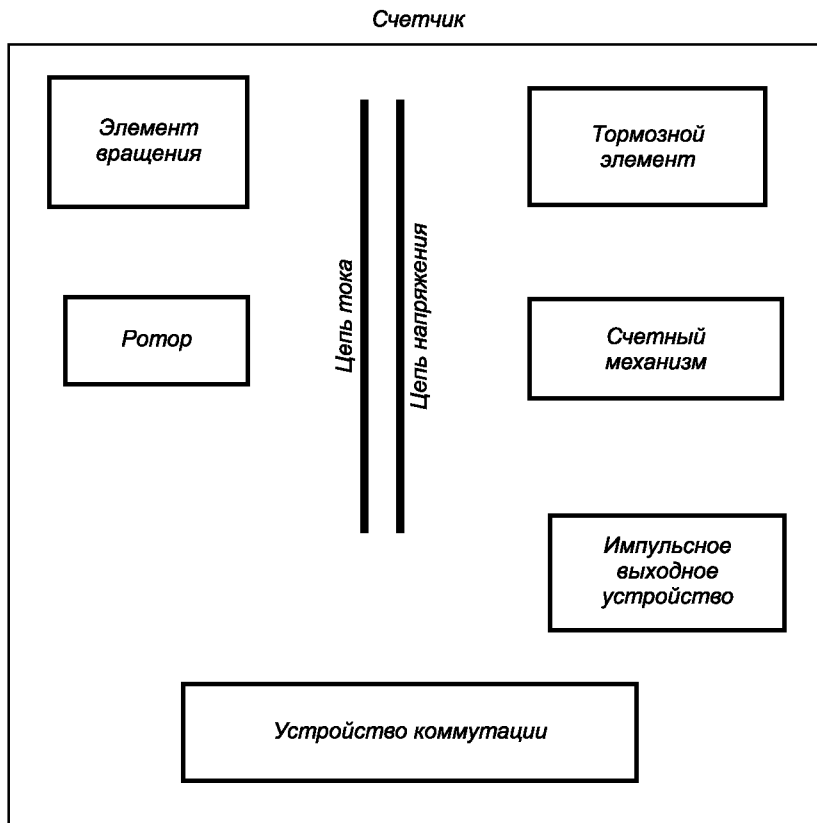 Счетчик
Элемент
вращения
Тормозной
элемент
Цепь тока
Цепь напряжения
Ротор
Счетный
механизм
Импульсное
выходное
устройство
Устройство коммутации